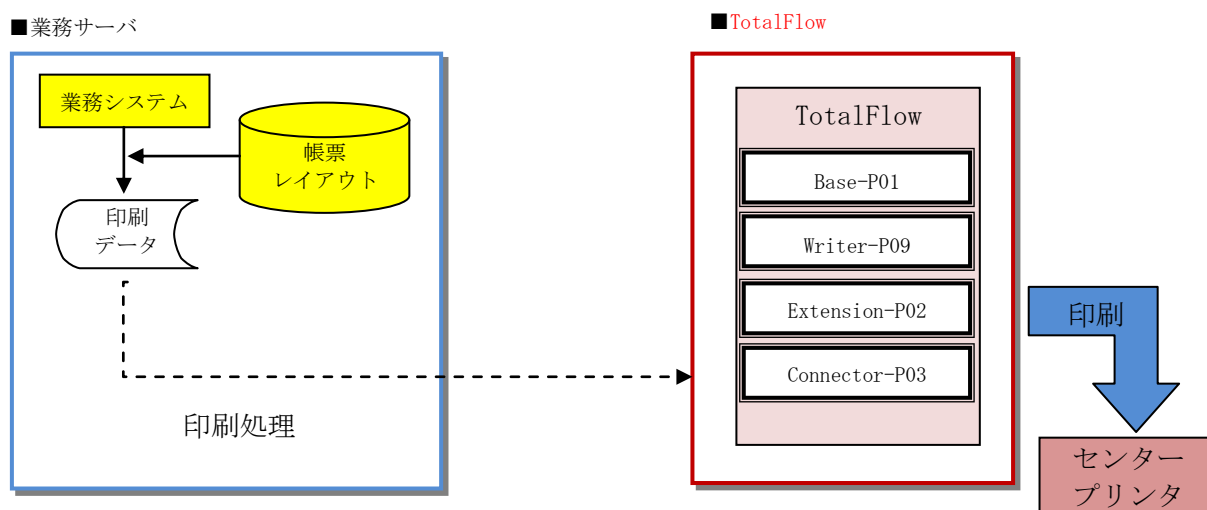 ■業務サーバ
業務システム
帳票
レイアウト
印刷
データ
印刷処理
■TotalFlow
TotalFlow
Base-P01
Writer-P09
Extension-P02
Connector-P03
印刷
センター
プリンタ